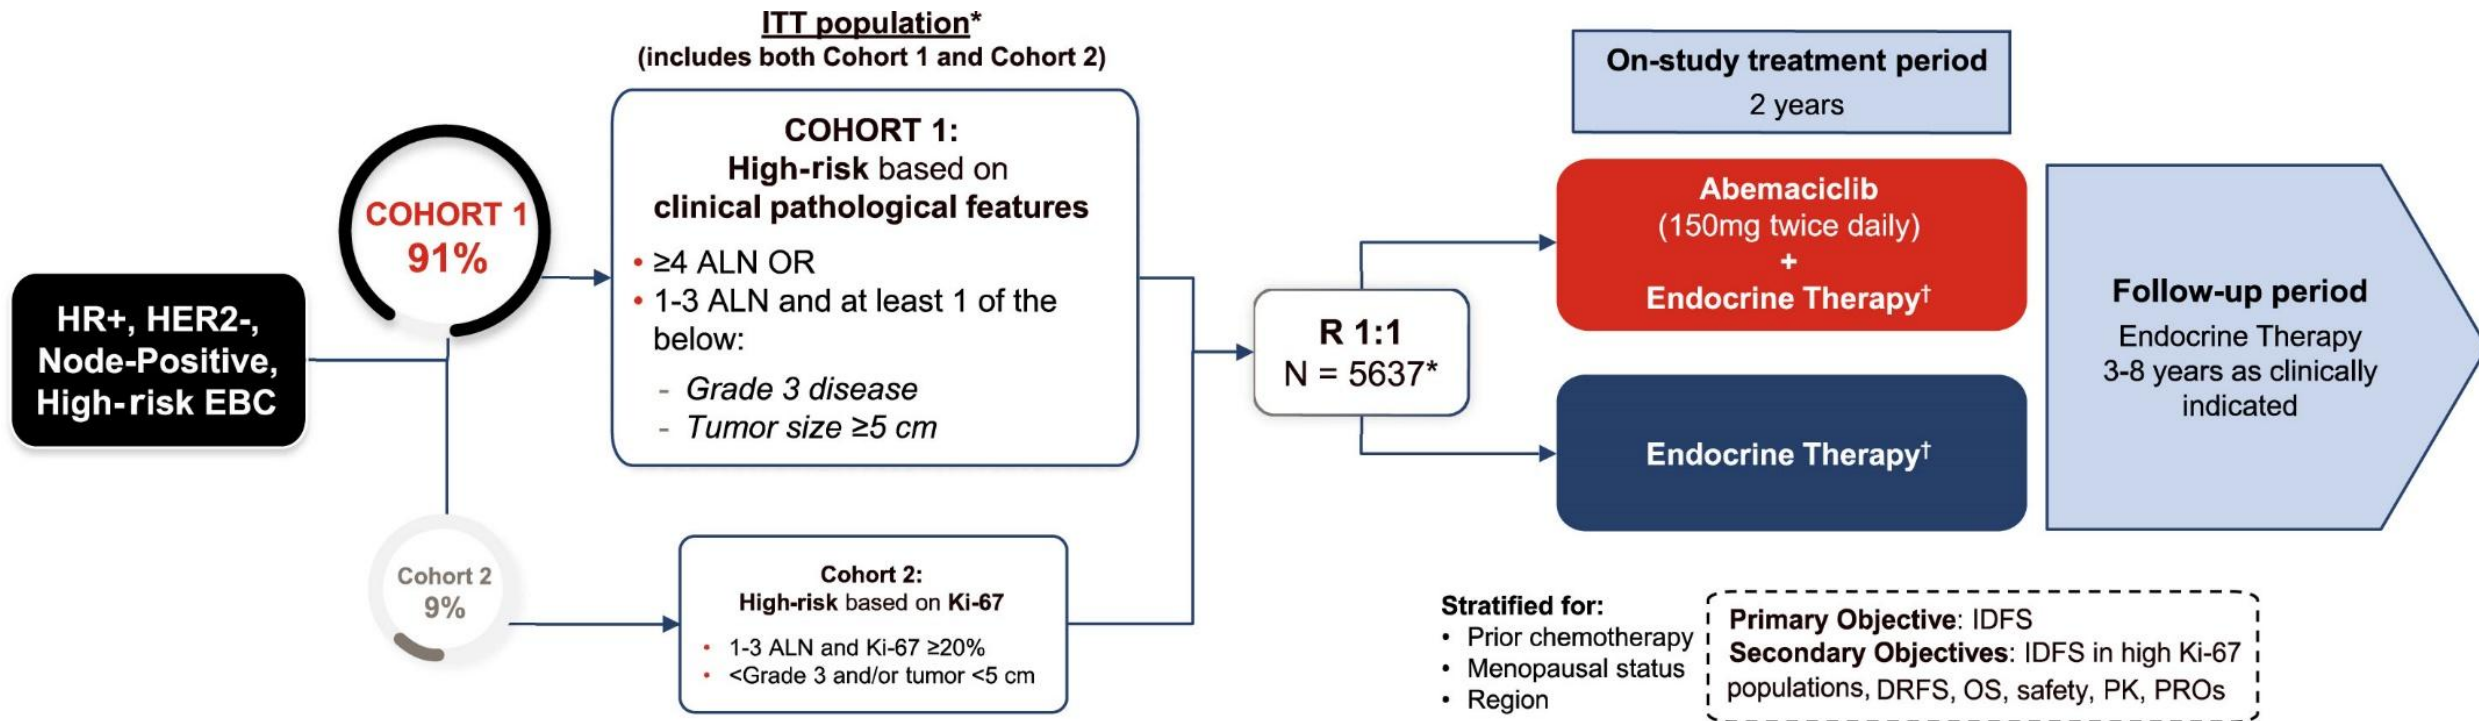 ITT population*
(includes both Cohort 1 and Cohort 2)
HR+, HER2-,
Node-Positive,
High-risk EBC
COHORT 1
91%
COHORT 1:
High-risk based on
clinical pathological features
• ≥4 ALN OR
• 1-3 ALN and at least 1 of the
below:
- Grade 3 disease
- Tumor size ≥5 cm
Cohort 2
9%
Cohort 2:
High-risk based on Ki-67
• 1-3 ALN and Ki-67 ≥20%
• <Grade 3 and/or tumor <5 cm
R 1:1
N = 5637*
On-study treatment period
2 years
Abemaciclib
(150mg twice daily)
+
Endocrine Therapy†
Endocrine Therapy†
Follow-up period
Endocrine Therapy
3-8 years as clinically
indicated
Stratified for:
• Prior chemotherapy
• Menopausal status
• Region
Primary Objective: IDFS
Secondary Objectives: IDFS in high Ki-67
populations, DRFS, OS, safety, PK, PROs